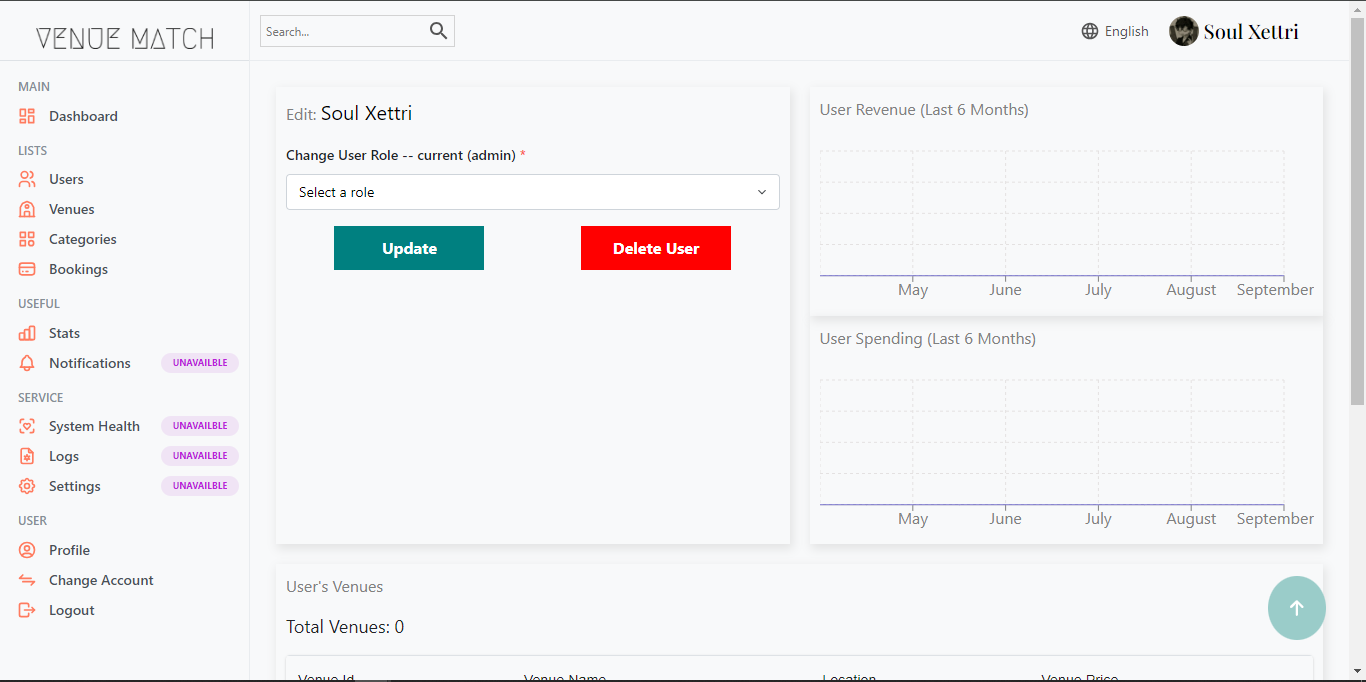 VENUE MATCH
Search...
English
Soul Xettri
MAIN
Dashboard
LISTS
Users
Venues
Categories
Bookings
USEFUL
Stats
Notifications UNAVAILBLE
SERVICE
System Health UNAVAILBLE
Logs UNAVAILBLE
Settings UNAVAILBLE
USER
Profile
Change Account
Logout
Edit: Soul Xettri
Change User Role -- current (admin) *
Select a role
Update Delete User
User Revenue (Last 6 Months)
May June July August September
User Spending (Last 6 Months)
May June July August September
User's Venues
Total Venues: 0
Venue Id Venue Name Location Venue Price